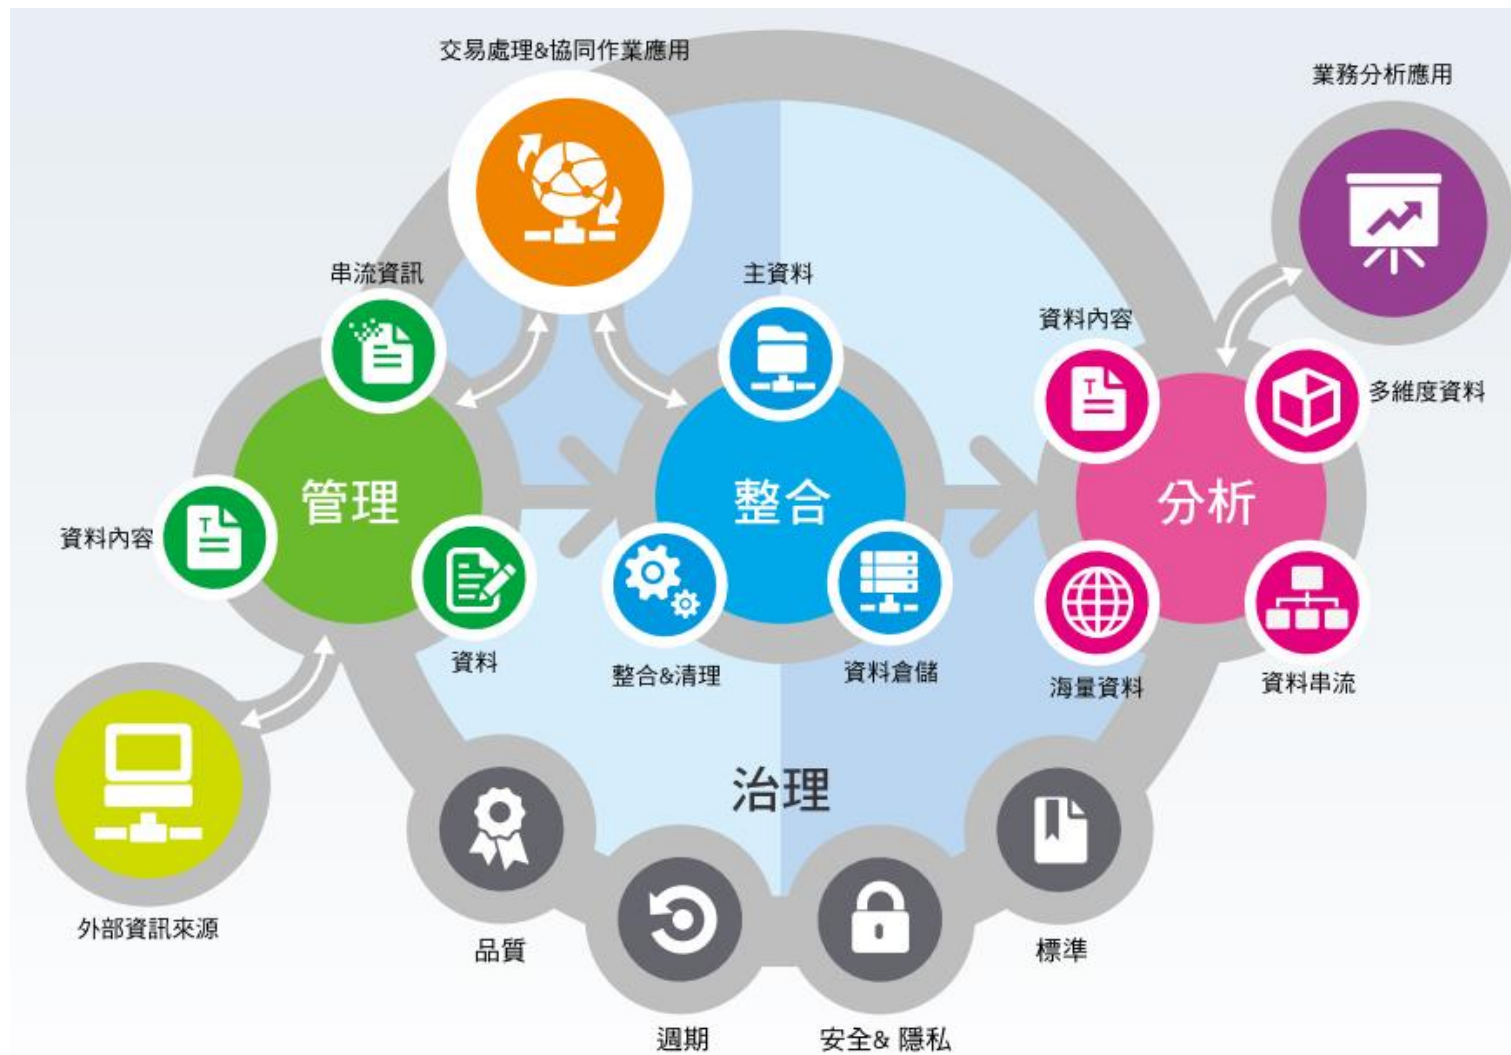 交易處理&協同作業應用
業務分析應用
串流資訊
主資料
資料內容
多維度資料
管理
整合
分析
資料內容
資料
整合&清理
資料倉儲
海量資料
資料串流
治理
外部資訊來源
品質
標準
週期
安全& 隱私
T
T